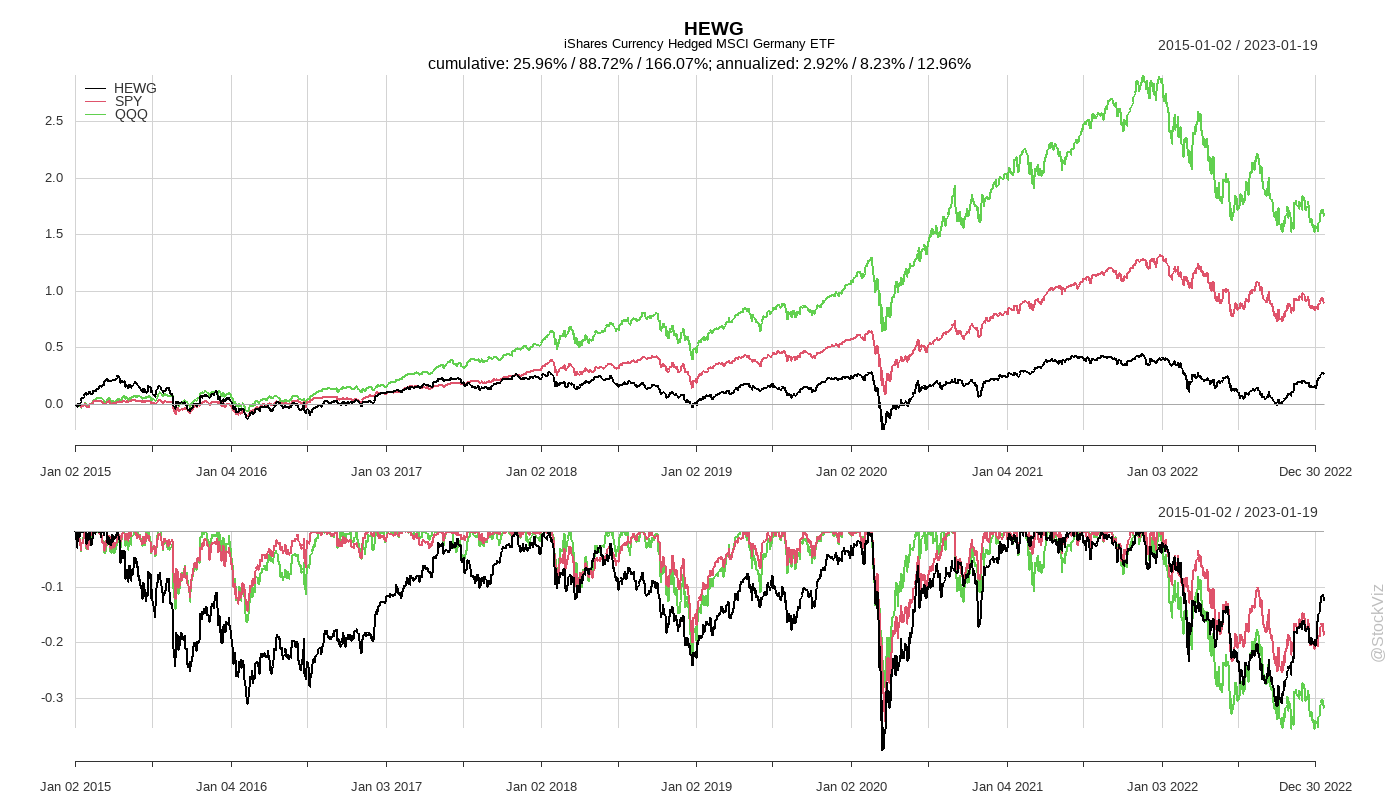 HEWG
iShares Currency Hedged MSCI Germany ETF
2015-01-02 / 2023-01-19
cumulative: 25.96% / 88.72% / 166.07%; annualized: 2.92% / 8.23% / 12.96%
HEWG
SPY
QQQ
2.5
2.0
1.5
1.0
0.5
0.0
Jan 02 2015 Jan 04 2016 Jan 03 2017 Jan 02 2018 Jan 02 2019 Jan 02 2020 Jan 04 2021 Jan 03 2022 Dec 30 2022
2015-01-02 / 2023-01-19
-0.1
-0.2
-0.3
@StockViz
Jan 02 2015 Jan 04 2016 Jan 03 2017 Jan 02 2018 Jan 02 2019 Jan 02 2020 Jan 04 2021 Jan 03 2022 Dec 30 2022